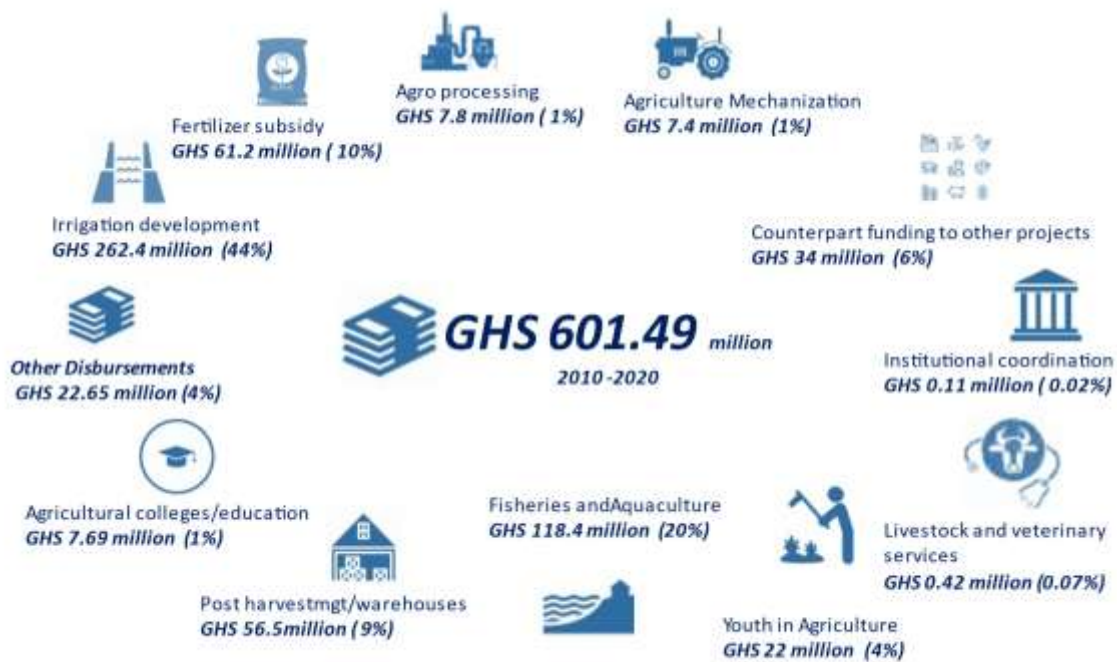 Agro processing
GHS 7.8 million ( 1%)
Agriculture Mechanization
GHS 7.4 million (1%)
Fertilizer subsidy
GHS 61.2 million ( 10%)
Irrigation development
GHS 262.4 million (44%)
Counterpart funding to other projects
GHS 34 million (6%)
GHS 601.49 million
2010 -2020
Other Disbursements
GHS 22.65 million (4%)
Institutional coordination
GHS 0.11 million ( 0.02%)
Agricultural colleges/education
GHS 7.69 million (1%)
Fisheries andAquaculture
GHS 118.4 million (20%)
Livestock and veterinary
services
GHS 0.42 million (0.07%)
Post harvestmgt/warehouses
GHS 56.5million ( 9%)
Youth in Agriculture
GHS 22 million (4%)